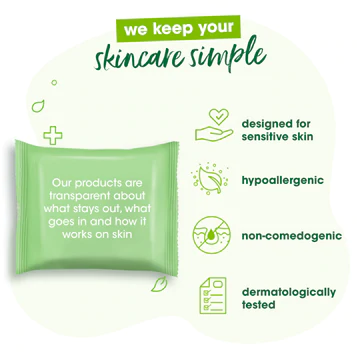 we keep your
skincare simple
Our products are
transparent about
what stays out, what
goes in and how it
works on skin
designed for
sensitive skin
hypoallergenic
non-comedogenic
dermatologically
tested